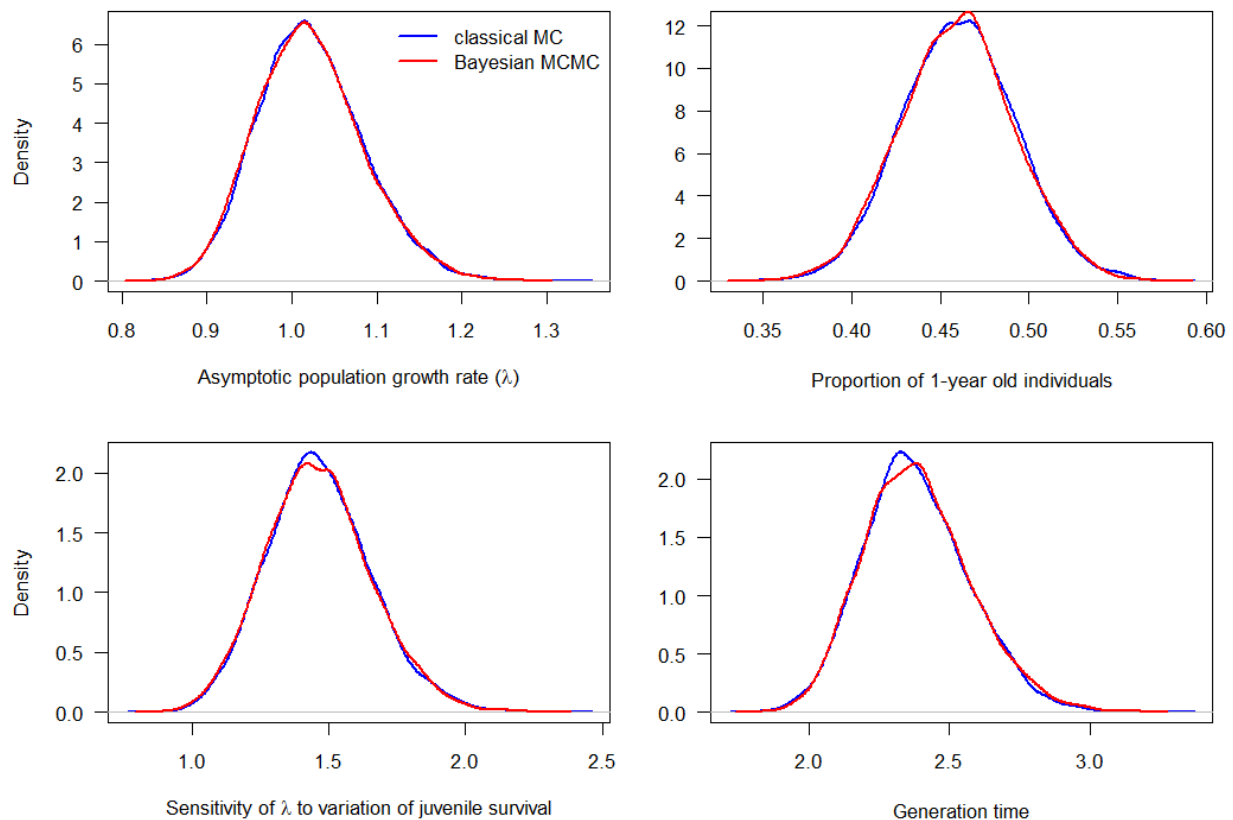 Density
6
5
4
3
2
1
0
classical MC
Bayesian MCMC
0.8 0.9 1.0 1.1 1.2 1.3
Asymptotic population growth rate (λ)
12
10
8
6
4
2
0
0.35 0.40 0.45 0.50 0.55 0.60
Proportion of 1-year old individuals
Density
2.0
1.5
1.0
0.5
0.0
1.0 1.5 2.0 2.5
Sensitivity of λ to variation of juvenile survival
2.0
1.5
1.0
0.5
0.0
2.0 2.5 3.0
Generation time